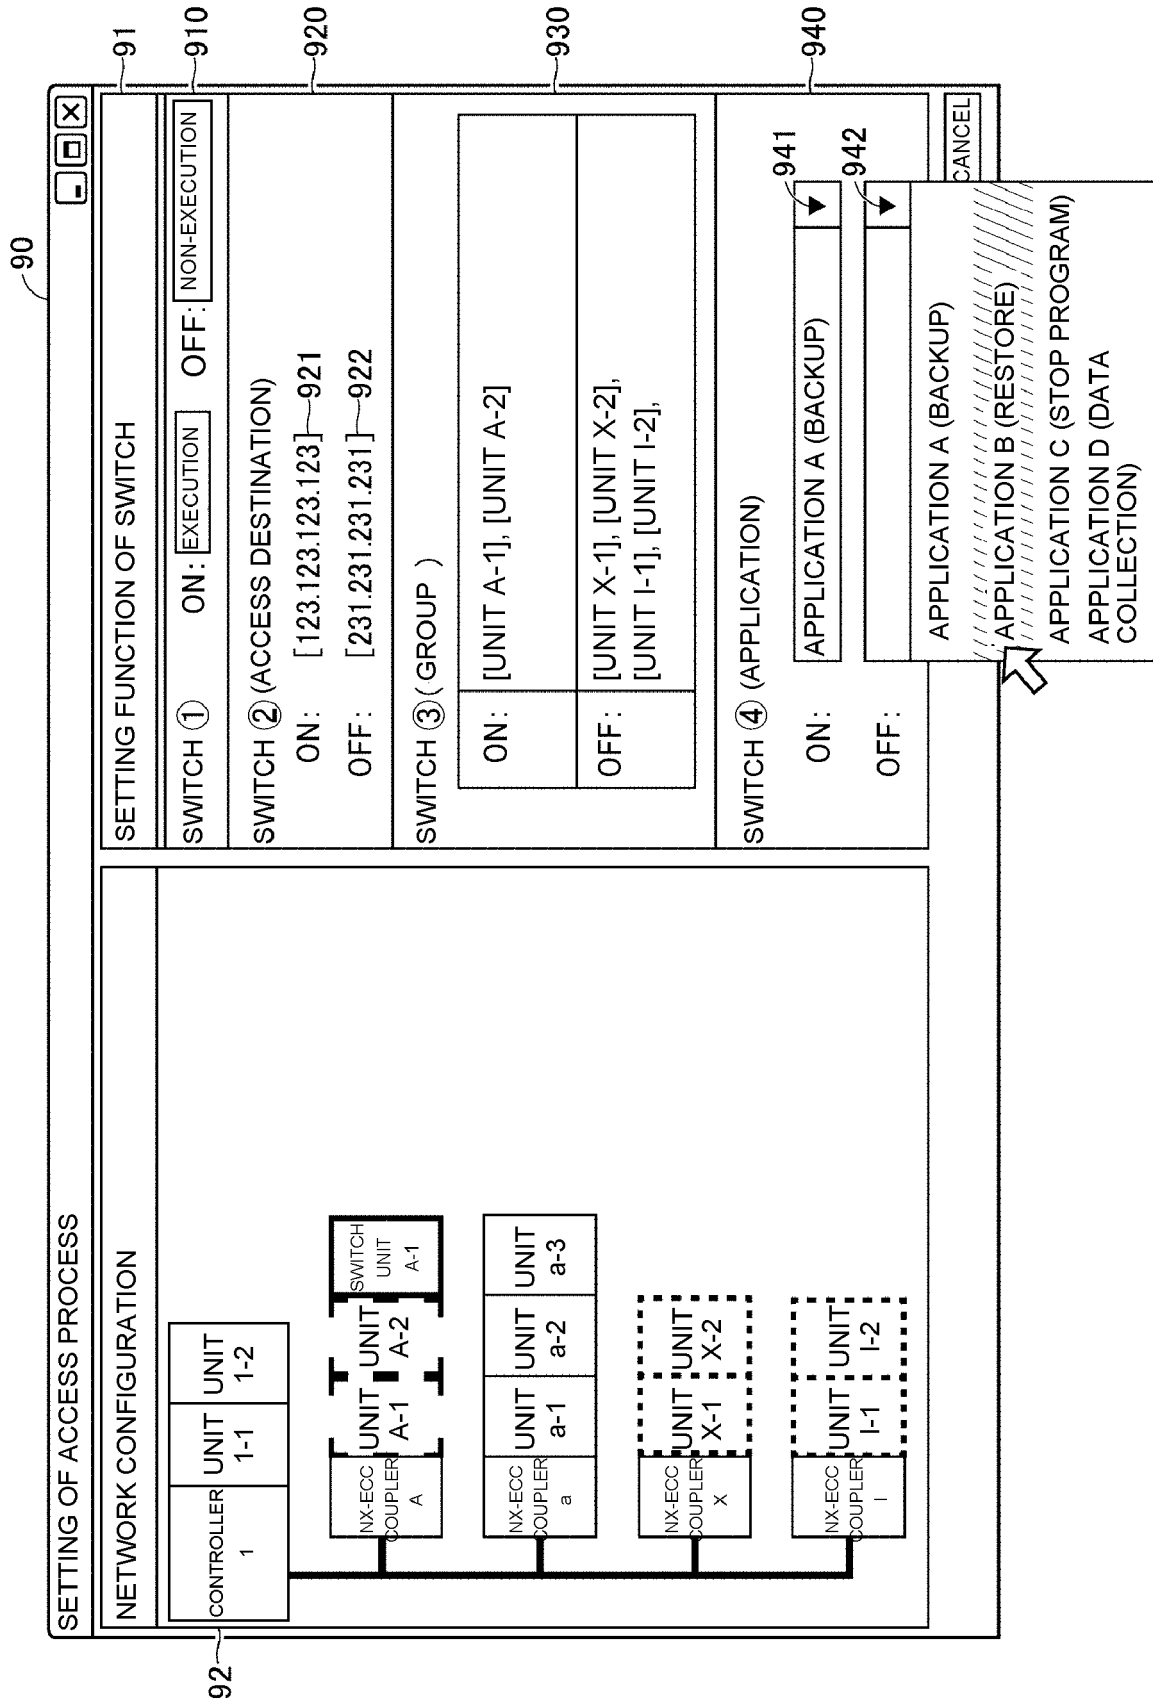 90
SETTING OF ACCESS PROCESS
NETWORK CONFIGURATION
92
CONTROLLER
1
UNIT
1-1
UNIT
1-2
NX-ECC
COUPLER
A
UNIT
A-1
UNIT
A-2
SWITCH
UNIT
A-1
NX-ECC
COUPLER
a
UNIT
a-1
UNIT
a-2
UNIT
a-3
NX-ECC
COUPLER
X
UNIT
X-1
UNIT
X-2
NX-ECC
COUPLER
I
UNIT
I-1
UNIT
I-2
SETTING FUNCTION OF SWITCH
91
SWITCH ① ON: EXECUTION OFF: NON-EXECUTION
910
SWITCH ② (ACCESS DESTINATION)
920
ON: [123.123.123.123] 921
OFF: [231.231.231.231] 922
SWITCH ③ ( GROUP )
ON: [UNIT A-1], [UNIT A-2]
930
OFF: [UNIT X-1], [UNIT X-2],
[UNIT I-1], [UNIT I-2],
SWITCH ④ (APPLICATION)
940
ON: APPLICATION A (BACKUP) ▼
941
OFF: ▼
942
APPLICATION A (BACKUP)
APPLICATION B (RESTORE)
APPLICATION C (STOP PROGRAM)
APPLICATION D (DATA
COLLECTION)
CANCEL